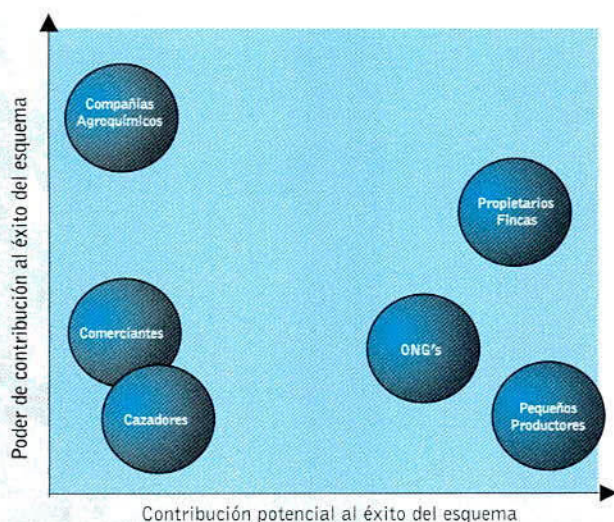 Poder de contribución al éxito del esquema
Compañías
Agroquímicos
Propietarios
Fincas
Comerciantes
ONG's
Cazadores
Pequeños
Productores
Contribución potencial al éxito del esquema